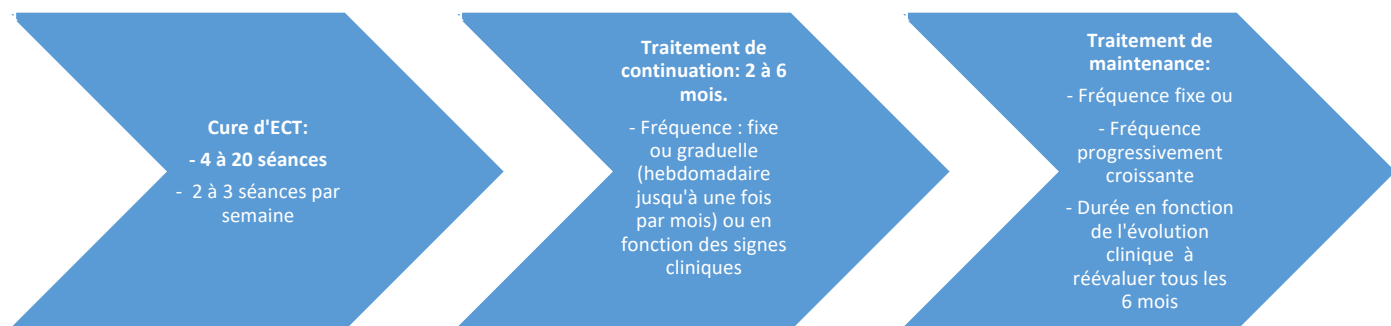 Cure d'ECT:
- 4 à 20 séances
- 2 à 3 séances par
semaine
Traitement de
continuation: 2 à 6
mois.
- Fréquence : fixe
ou graduelle
(hebdomadaire
jusqu'à une fois
par mois) ou en
fonction des signes
cliniques
Traitement de
maintenance:
- Fréquence fixe ou
- Fréquence
progressivement
croissante
- Durée en fonction
de l'évolution
clinique à
réévaluer tous les
6 mois